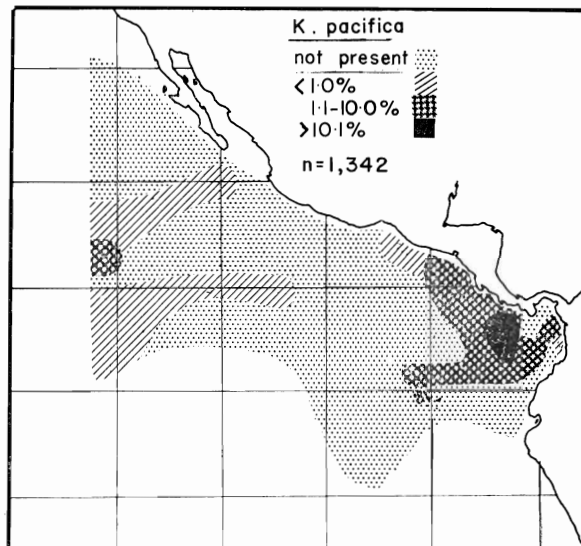 K. pacifica
not present
<1·0%
1·1-10·0%
>10·1%
n=1,342